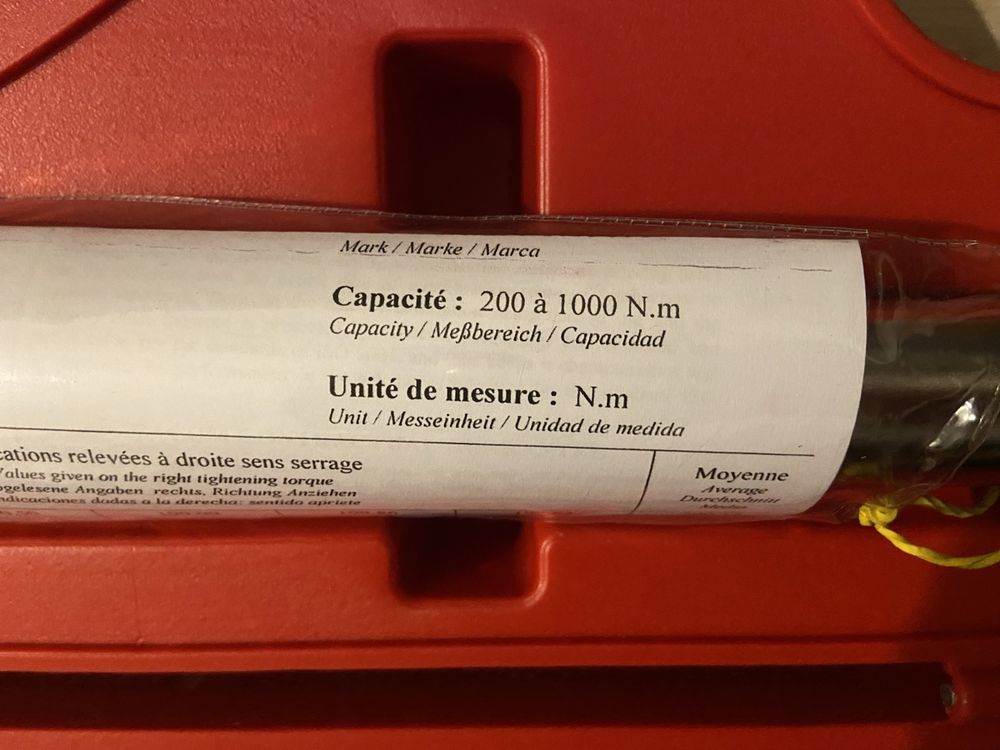 Mark / Marke / Marca
Capacité : 200 à 1000 N.m
Capacity / Meßbereich / Capacidad
Unité de mesure : N.m
Unit / Messeinheit / Unidad de medida
cations relevées à droite sens serrage
Values given on the right tightening torque
ogelesene Angaben rechts, Richtung Anziehen
ndicaciones dadas a la derecha: sentido apriete
Moyenne
Average
Durchschnitt